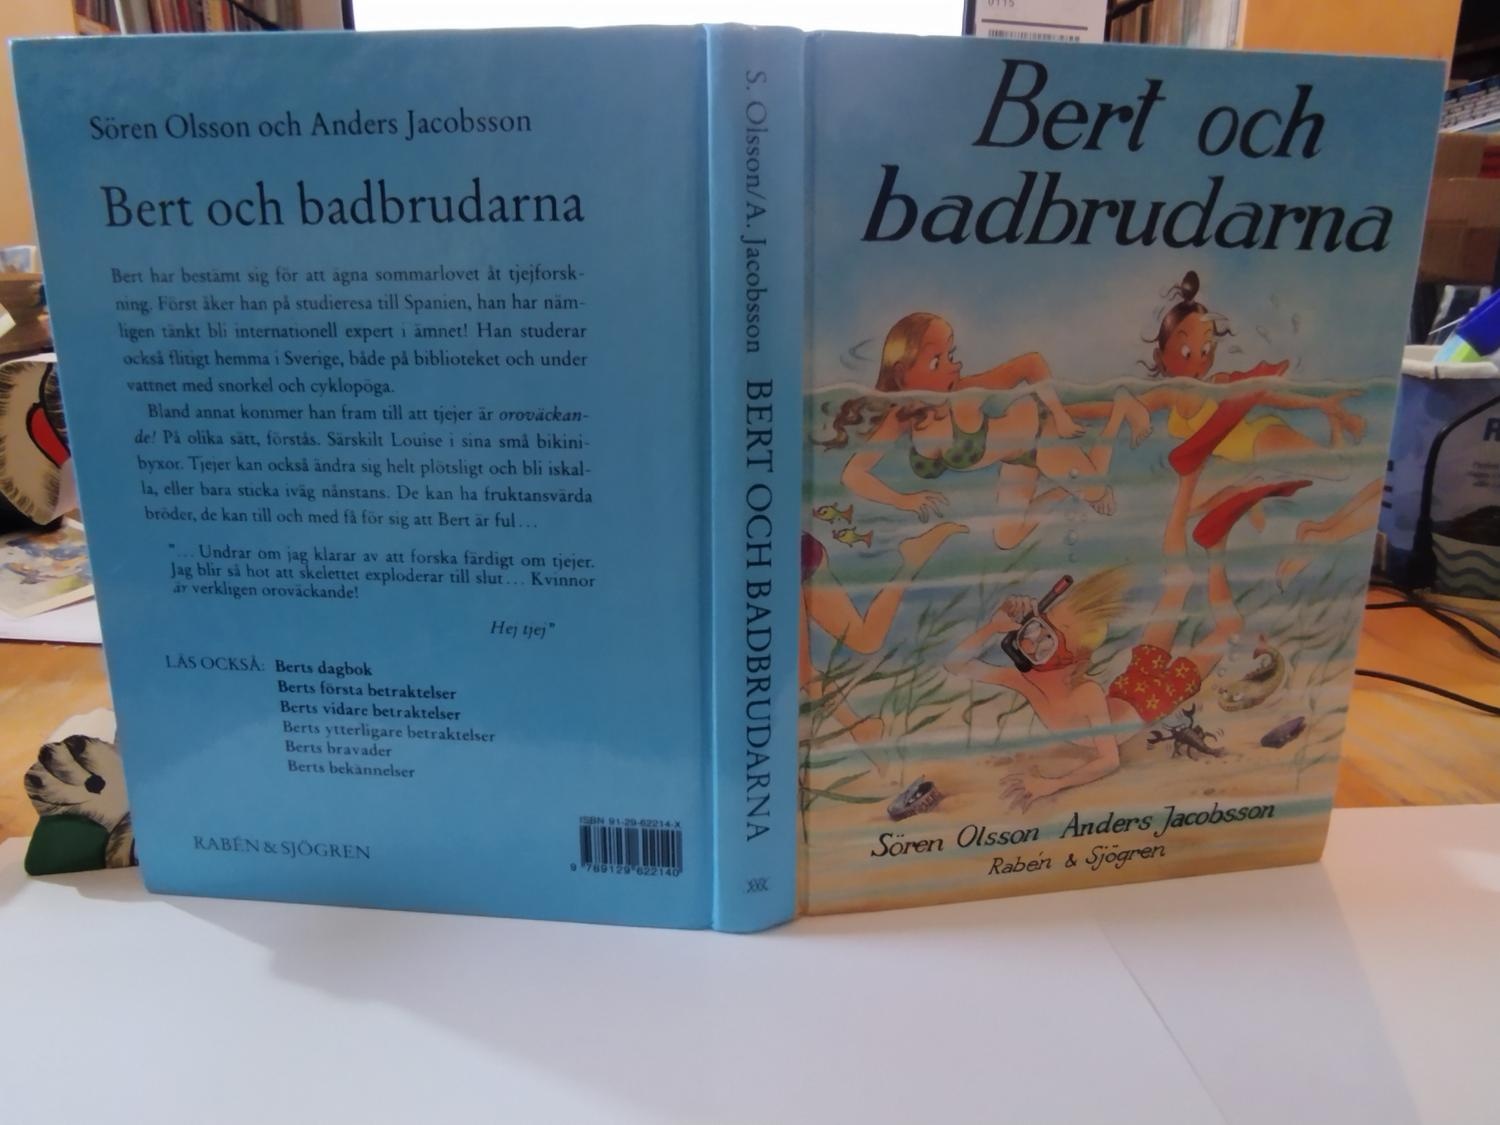 Sören Olsson och Anders Jacobsson
Bert och badbrudarna
Bert har bestämt sig för att ägna sommarlovet åt tjejforsk-
ning. Först åker han på studieresa till Spanien, han har näm-
ligen tänkt bli internationell expert i ämnet! Han studerar
också flitigt hemma i Sverige, både på biblioteket och under
vattnet med snorkel och cyklopöga.
Bland annat kommer han fram till att tjejer är oroväckan-
de! På olika sätt, förstås. Särskilt Louise i sina små bikini-
byxor. Tjejer kan också ändra sig helt plötsligt och bli iskal-
la, eller bara sticka iväg nånstans. De kan ha fruktansvärda
bröder, de kan till och med få för sig att Bert är ful...
"... Undrar om jag klarar av att forska färdigt om tjejer.
Jag blir så hot att skelettet exploderar till slut... Kvinnor
är verkligen oroväckande!
Hej tjej"
LÄS OCKSÅ: Berts dagbok
Berts första betraktelser
Berts vidare betraktelser
Berts ytterligare betraktelser
Berts bravader
Berts bekännelser
RABÉN & SJÖGREN
ISBN 91-29-62214-X
9 789129 622140
S. Olsson/A. Jacobsson BERT OCH BADBRUDARNA
Bert och
badbrudarna
Sören Olsson Anders Jacobsson
Rabén & Sjögren
0115